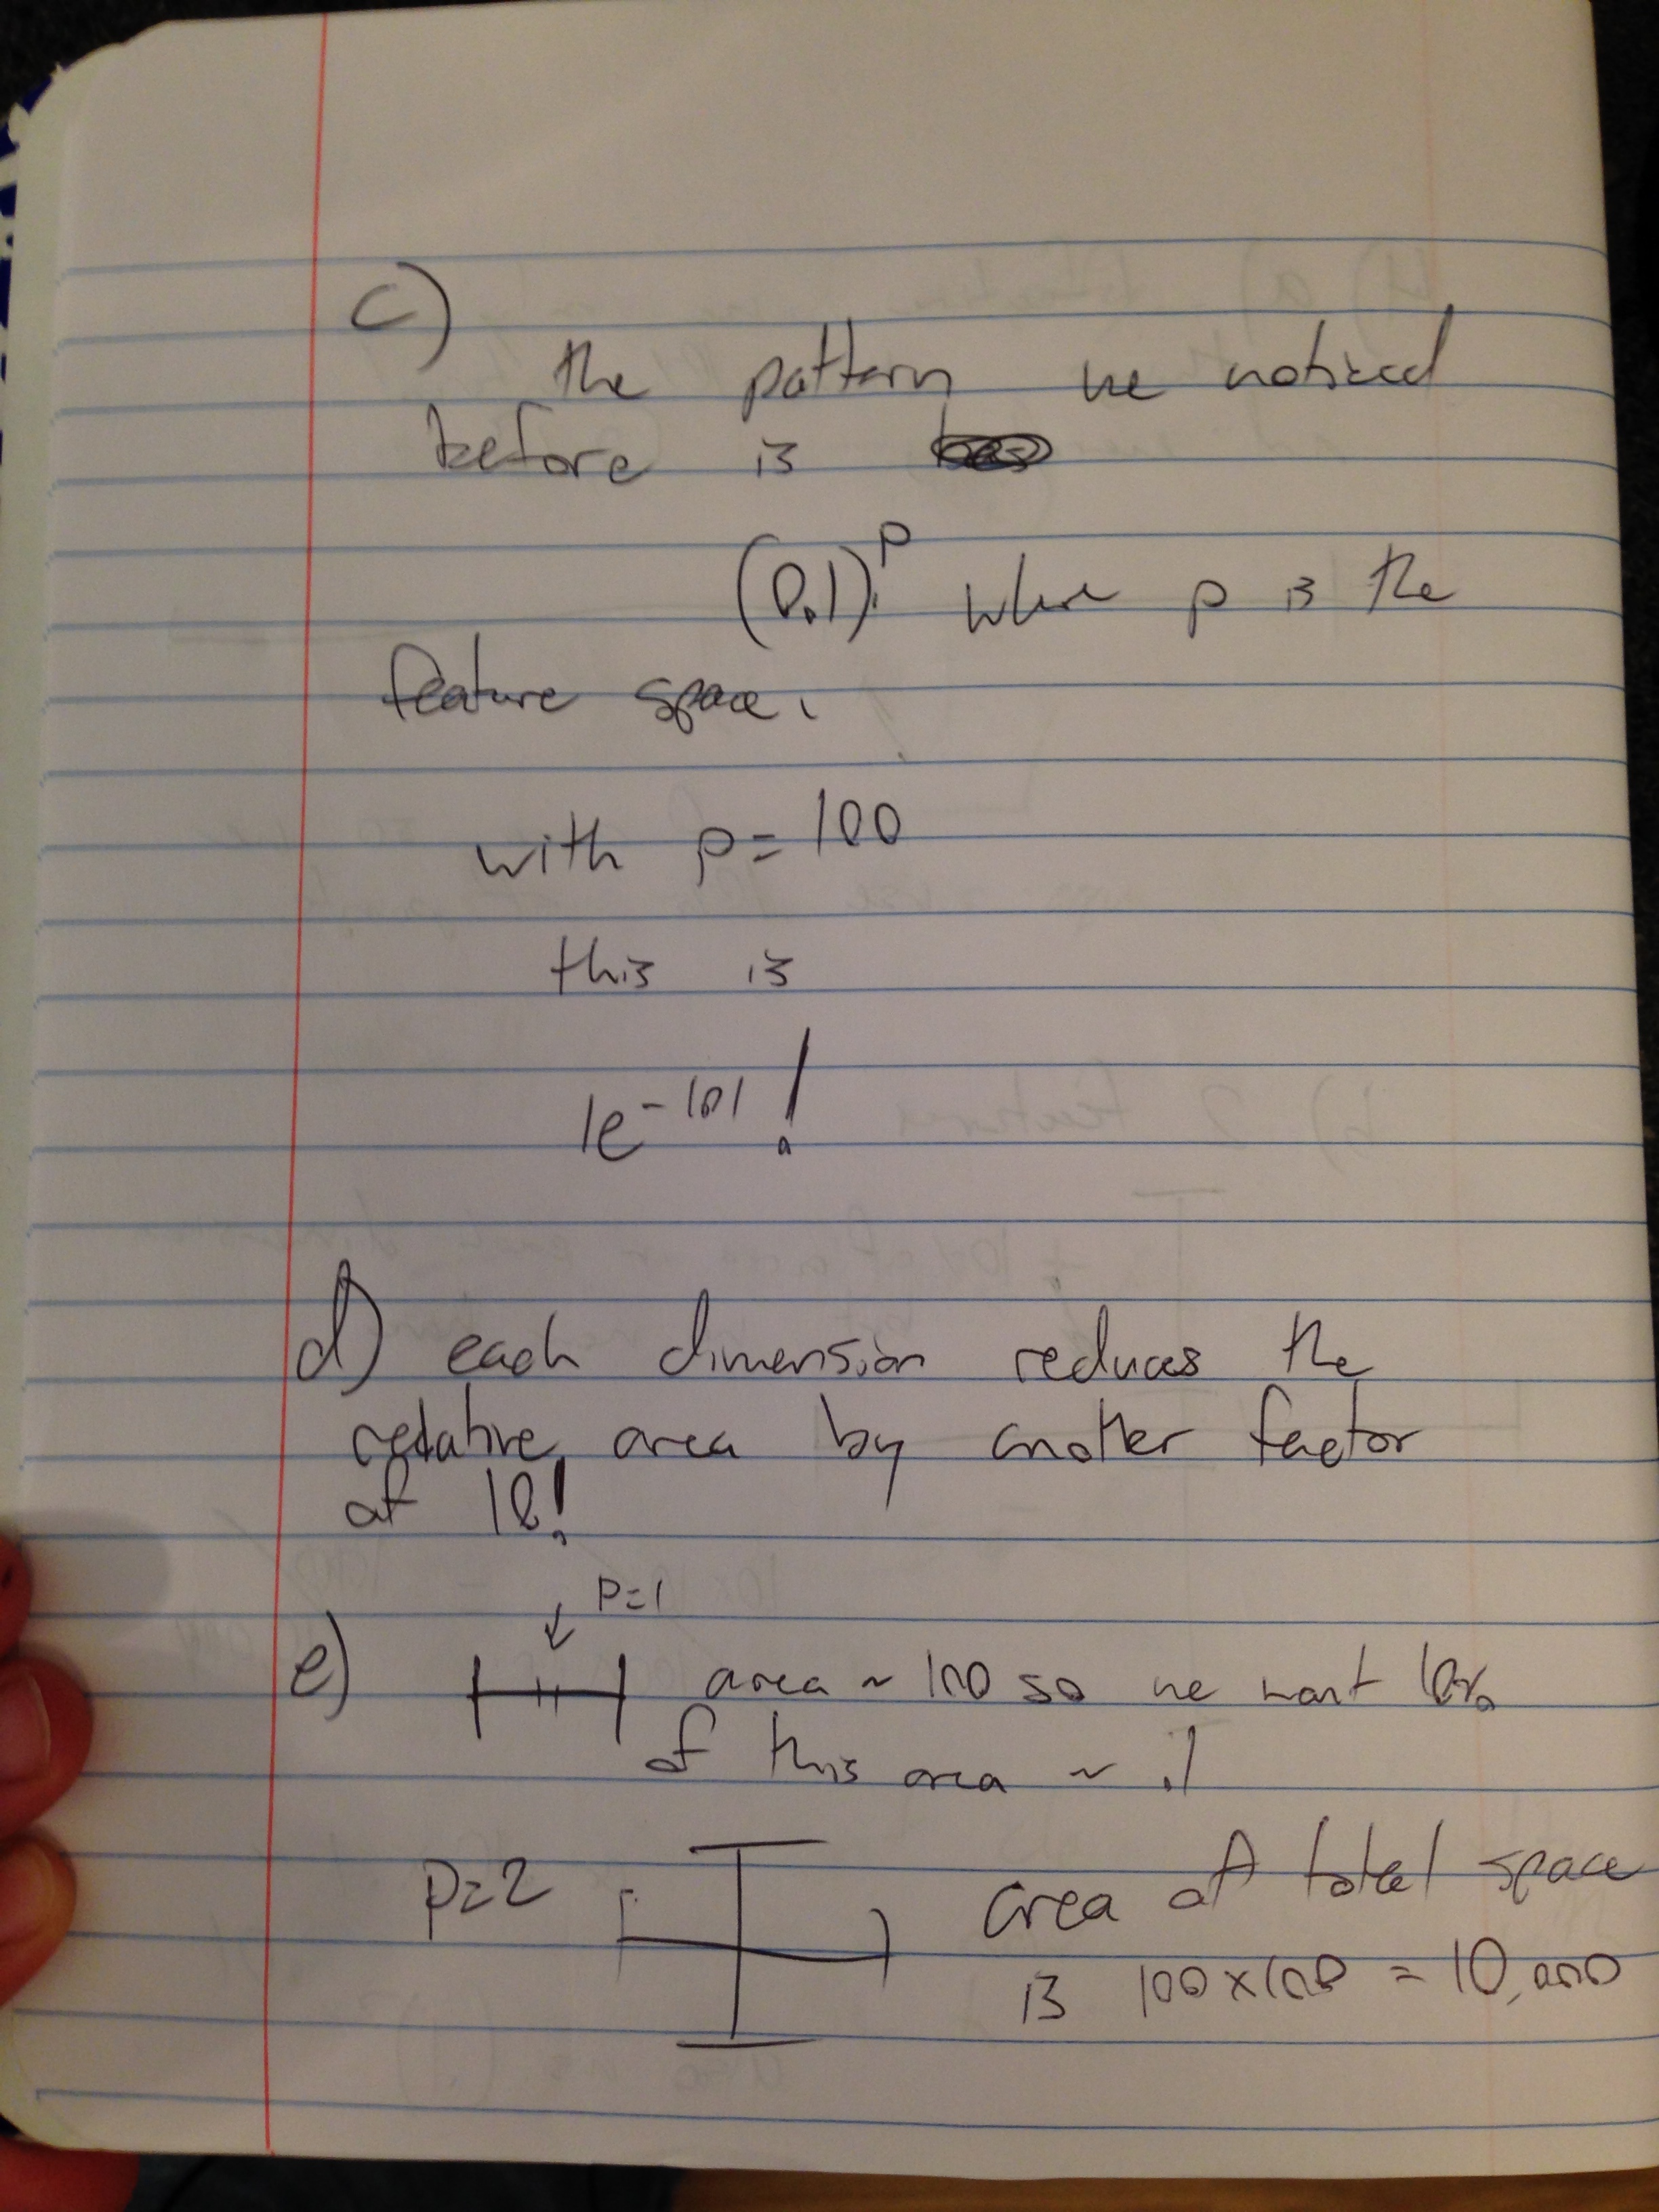 c)
the pattern we noticed
before is
(0.1)^p where p is the
feature space.
with p = 100
this is
1e^-101 !
d) each dimension reduces the
relative area by another factor
of 10!
p=1
e) area ~ 100 so we want 10%
of this area ~ .1
p=2 area of total space
is 100 x 100 = 10,000